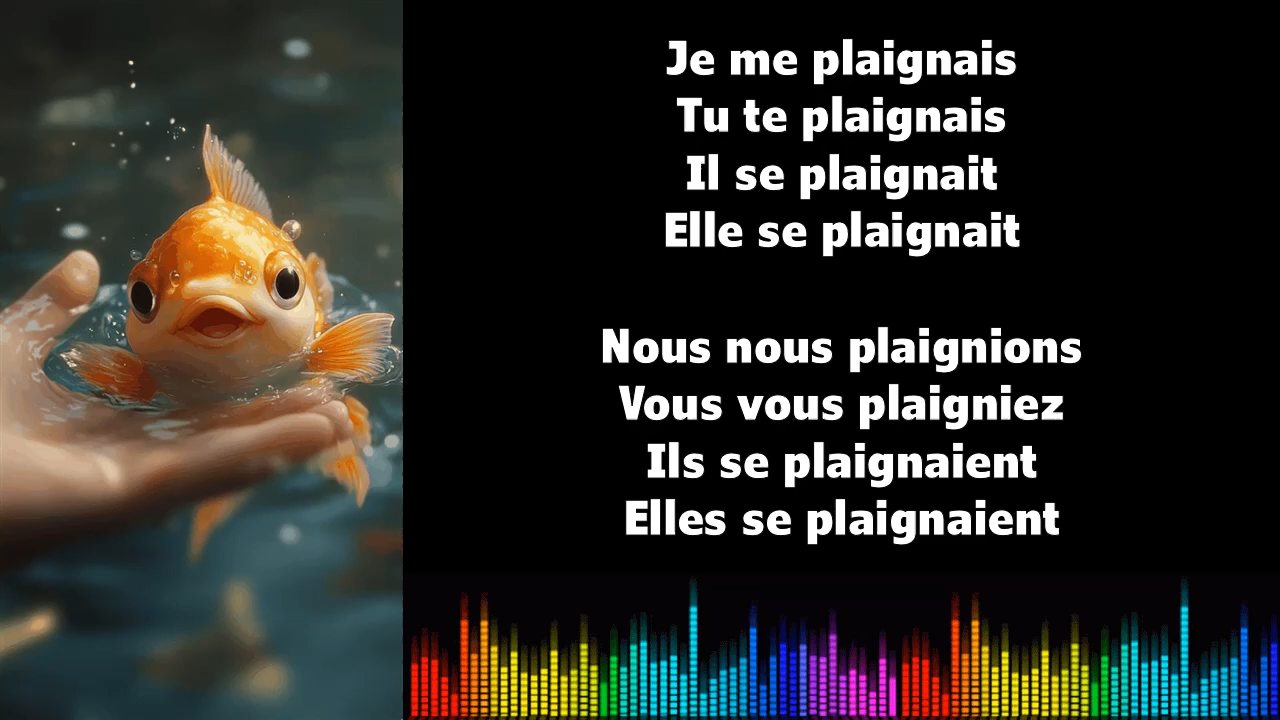 Je me plaignais
Tu te plaignais
Il se plaignait
Elle se plaignait
Nous nous plaignions
Vous vous plaigniez
Ils se plaignaient
Elles se plaignaient